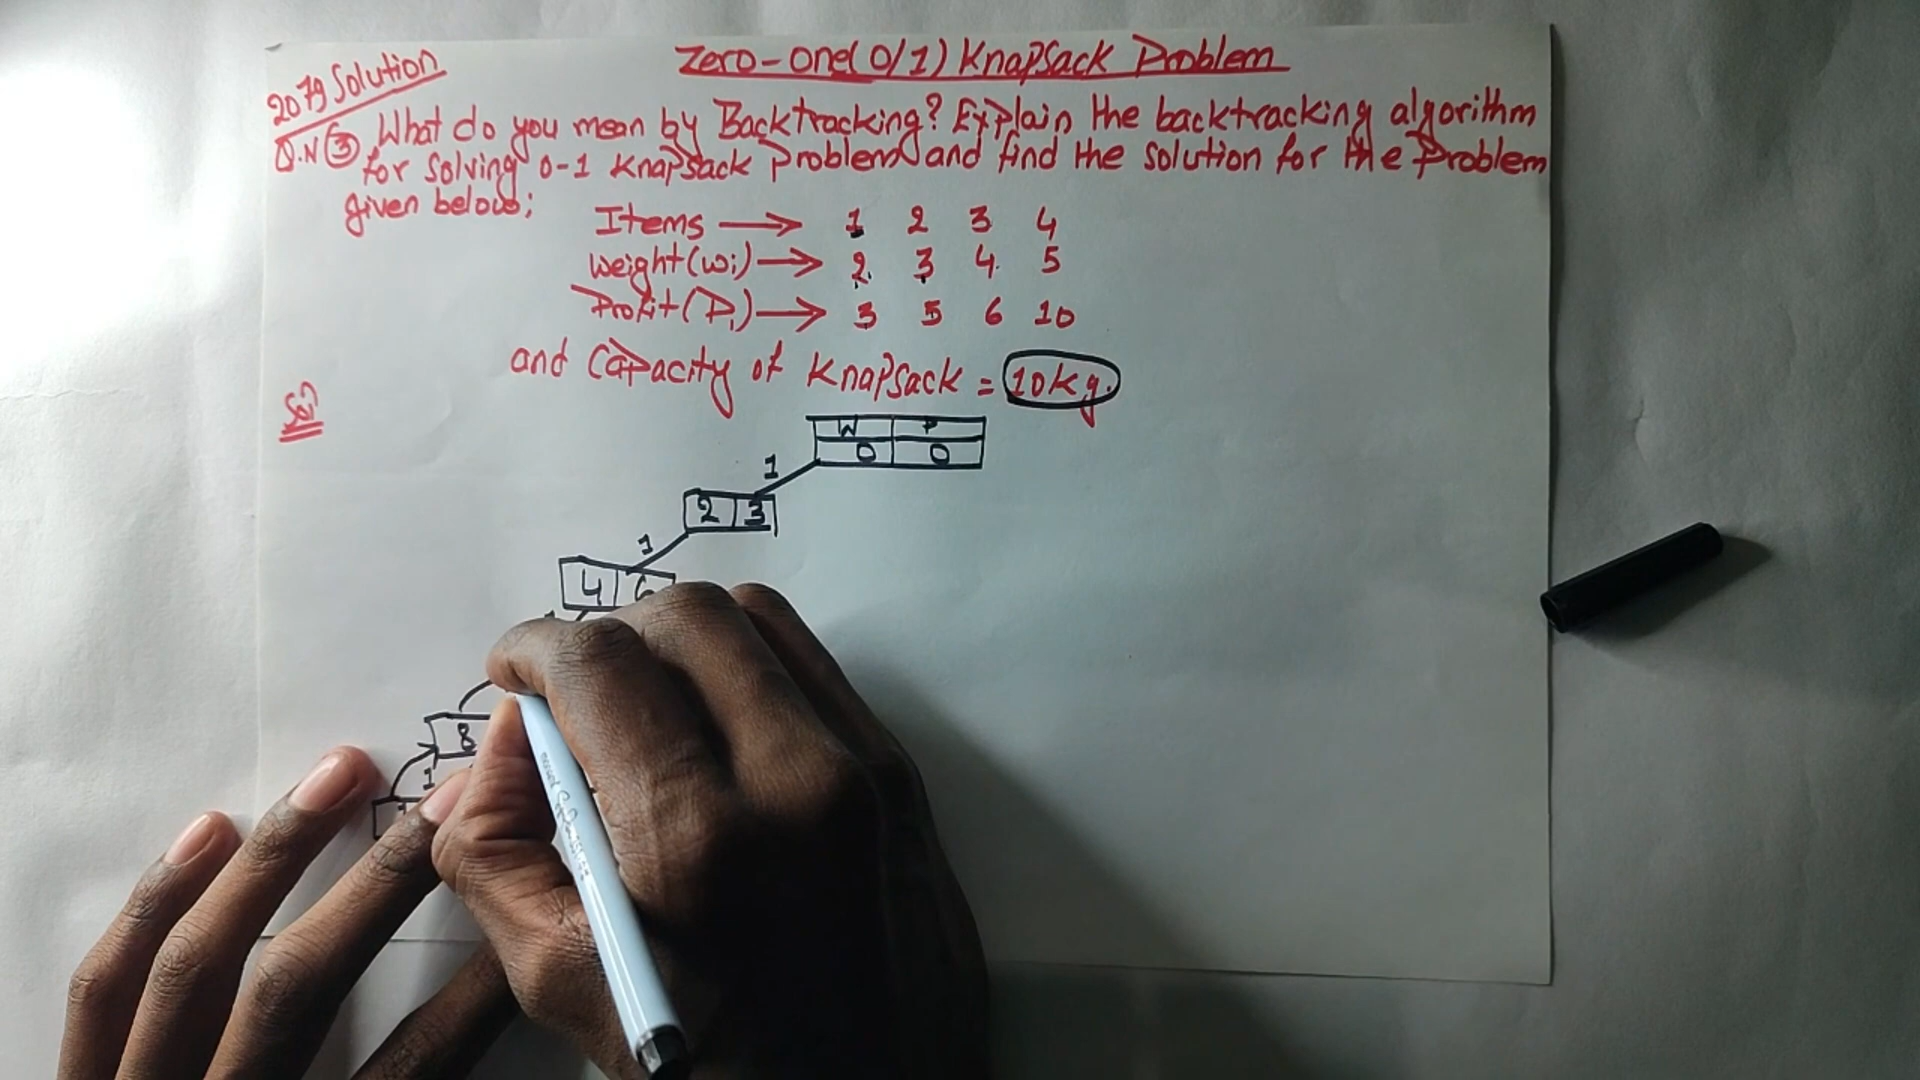 Zero-one(0/1) Knapsack Problem
2079 Solution
Q.N ③ What do you mean by Backtracking? Explain the backtracking algorithm
for solving 0-1 Knapsack problem and find the solution for the problem
given below;
Items → 1 2 3 4
Weight(Wi) → 2 3 4 5
Profit(Pi) → 3 5 6 10
and Capacity of Knapsack = 10kg.
Solⁿ
W P
0 0
1
2 3
1
4 6
8
1